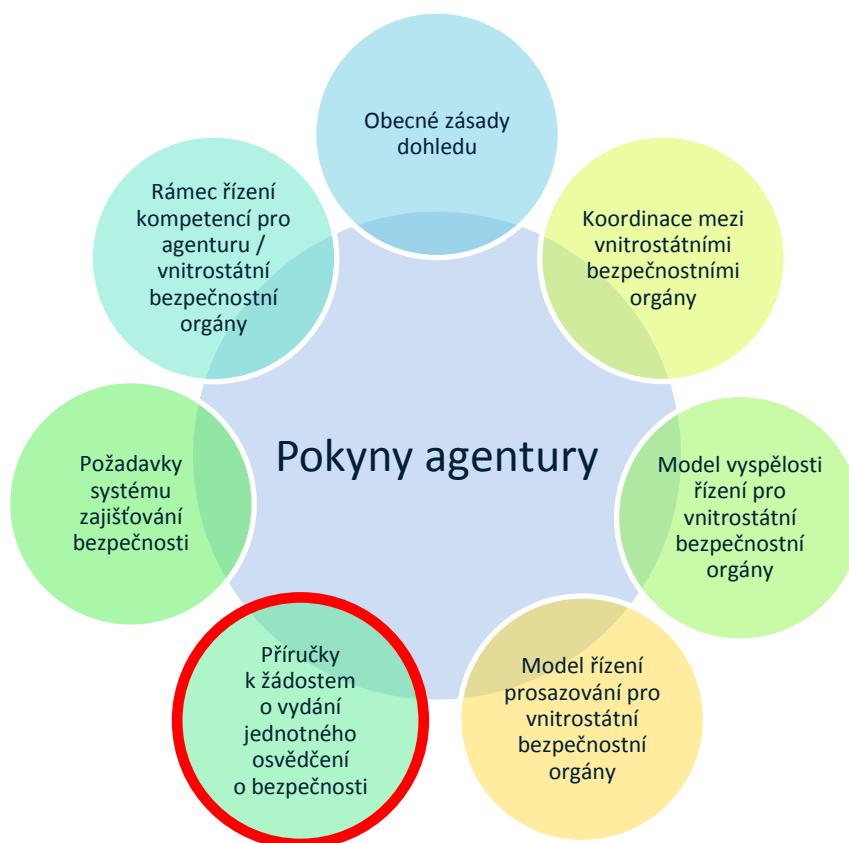 Obecné zásady
dohledu
Rámec řízení
kompetencí pro
agenturu /
vnitrostátní
bezpečnostní
orgány
Koordinace mezi
vnitrostátními
bezpečnostními
orgány
Pokyny agentury
Požadavky
systému
zajišťování
bezpečnosti
Model vyspělosti
řízení pro
vnitrostátní
bezpečnostní
orgány
Příručky
k žádostem
o vydání
jednotného
osvědčení
o bezpečnosti
Model řízení
prosazování pro
vnitrostátní
bezpečnostní
orgány